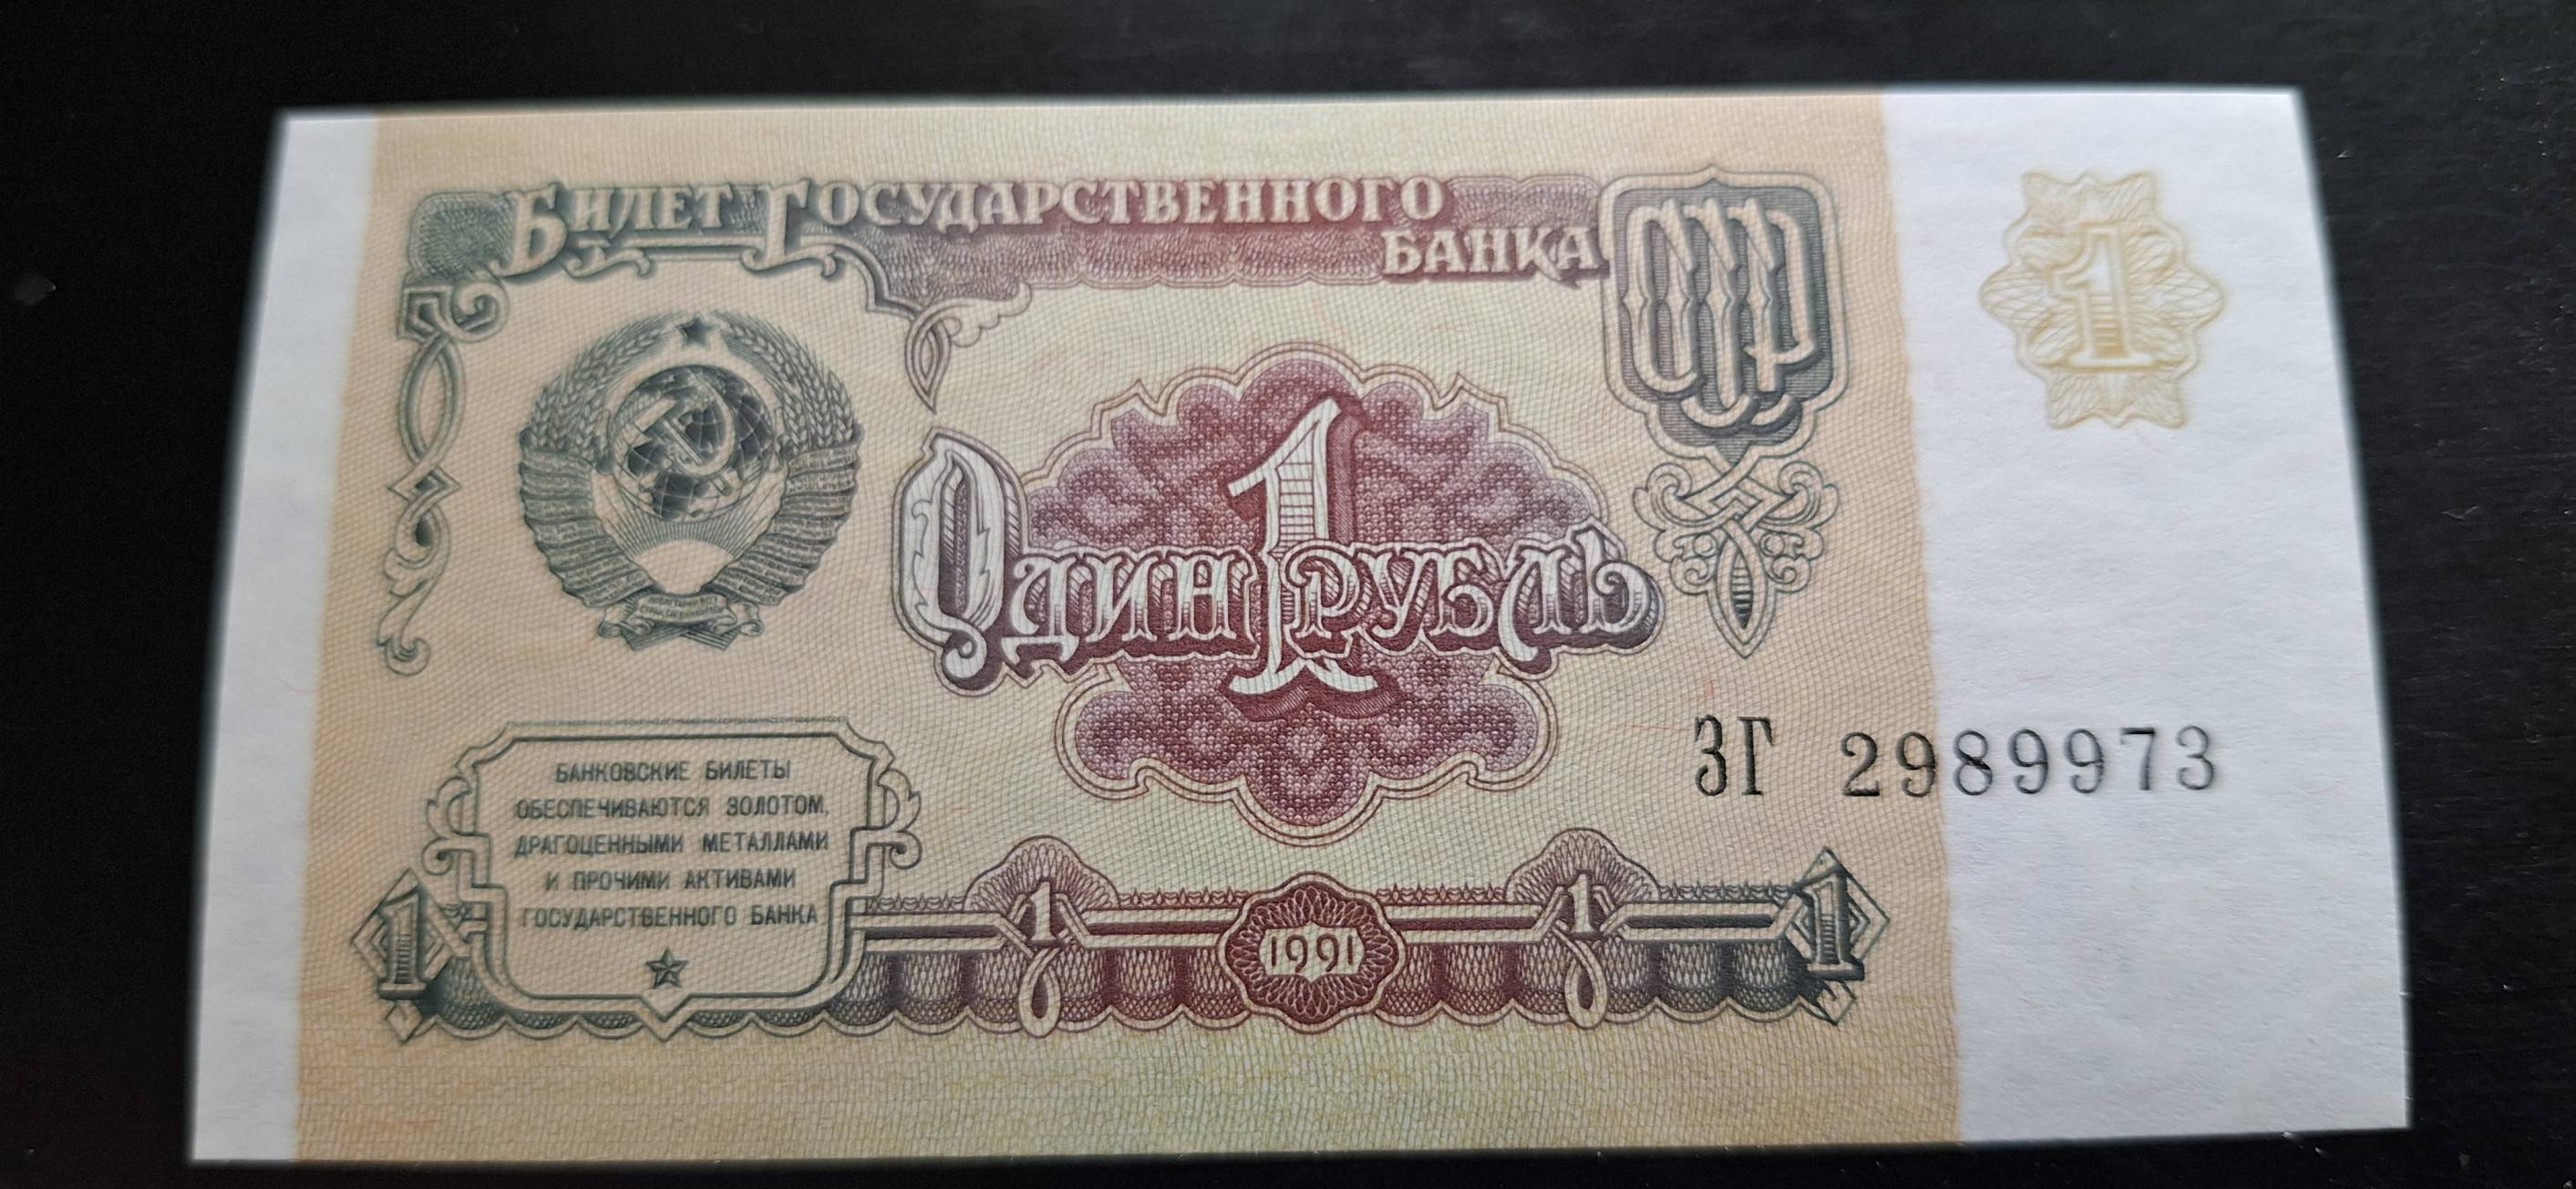 БИЛЕТ ГОСУДАРСТВЕННОГО
БАНКА
СССР
1
1
ОДИН РУБЛЬ
ЗГ 2989973
БАНКОВСКИЕ БИЛЕТЫ
ОБЕСПЕЧИВАЮТСЯ ЗОЛОТОМ,
ДРАГОЦЕННЫМИ МЕТАЛЛАМИ
И ПРОЧИМИ АКТИВАМИ
ГОСУДАРСТВЕННОГО БАНКА
1 1 1991 1 1